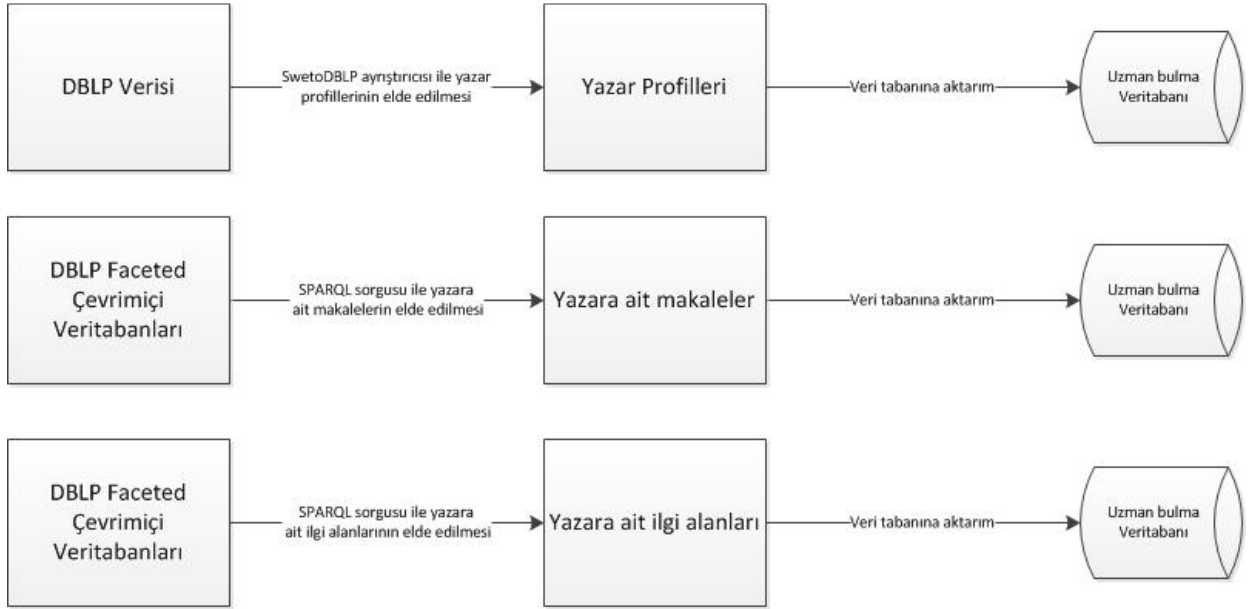 DBLP Verisi
SwetoDBLP ayrıştırıcısı ile yazar
profillerinin elde edilmesi
Yazar Profilleri
Veri tabanına aktarım
Uzman bulma
Veritabanı
DBLP Faceted
Çevrimiçi
Veritabanları
SPARQL sorgusu ile yazara
ait makalelerin elde edilmesi
Yazara ait makaleler
Veri tabanına aktarım
Uzman bulma
Veritabanı
DBLP Faceted
Çevrimiçi
Veritabanları
SPARQL sorgusu ile yazara
ait ilgi alanlarının elde edilmesi
Yazara ait ilgi alanları
Veri tabanına aktarım
Uzman bulma
Veritabanı